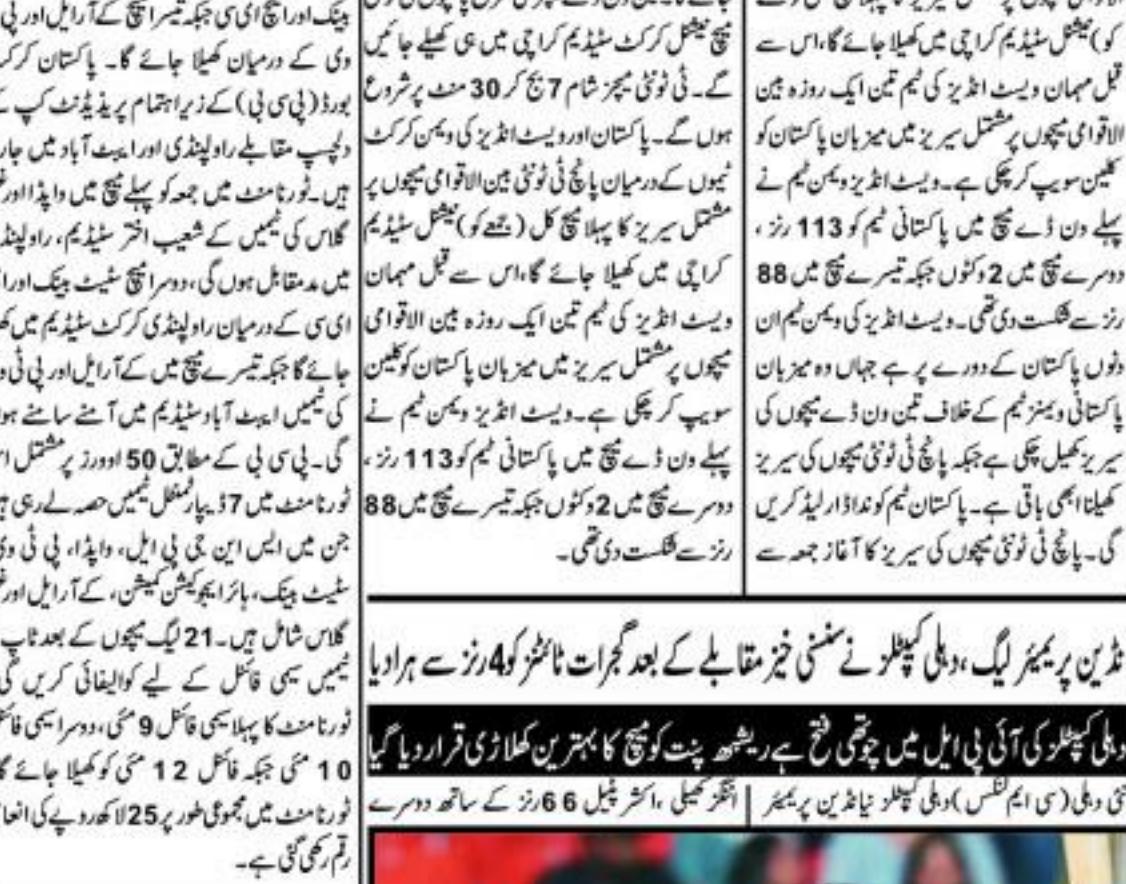 کو) نیشنل سٹیڈیم کراچی میں کھیلا جائے گا، اس سے
قبل مہمان ویسٹ انڈیز کی ٹیم تین ایک روزہ بین
الاقوامی میچوں پر مشتمل سیریز میں میزبان پاکستان کو
کلین سویپ کر چکی ہے۔ ویسٹ انڈیز ویمن ٹیم نے
پہلے ون ڈے میچ میں پاکستانی ٹیم کو 113 رنز،
دوسرے میچ میں 2 وکٹوں جبکہ تیسرے میچ میں 88
رنز سے شکست دی تھی۔ ویسٹ انڈیز کی ویمن ٹیم ان
دنوں پاکستان کے دورے پر ہے جہاں وہ میزبان
پاکستانی ویمنز ٹیم کے خلاف تین ون ڈے میچوں کی
سیریز کھیل چکی ہے جبکہ پانچ ٹی ٹونٹی میچوں کی سیریز
کھیلنا ابھی باقی ہے۔ پاکستان ٹیم کو ندا ڈار لیڈ کریں
گی۔ پانچ ٹی ٹونٹی میچوں کی سیریز کا آغاز جمعہ سے
میچ نیشنل کرکٹ سٹیڈیم کراچی میں ہی کھیلے جائیں
گے۔ ٹی ٹونٹی میچز شام 7 بج کر 30 منٹ پر شروع
ہوں گے۔ پاکستان اور ویسٹ انڈیز کی ویمن کرکٹ
ٹیموں کے درمیان پانچ ٹی ٹونٹی بین الاقوامی میچوں پر
مشتمل سیریز کا پہلا میچ کل (جمعے کو) نیشنل سٹیڈیم
کراچی میں کھیلا جائے گا، اس سے قبل مہمان
ویسٹ انڈیز کی ٹیم تین ایک روزہ بین الاقوامی
میچوں پر مشتمل سیریز میں میزبان پاکستان کو کلین
سویپ کر چکی ہے۔ ویسٹ انڈیز ویمن ٹیم نے
پہلے ون ڈے میچ میں پاکستانی ٹیم کو 113 رنز،
دوسرے میچ میں 2 وکٹوں جبکہ تیسرے میچ میں 88
رنز سے شکست دی تھی۔
بینک اور ایچ ای سی جبکہ تیسرا میچ کے آر ایل اور پی
وی کے درمیان کھیلا جائے گا۔ پاکستان کرکٹ
بورڈ (پی سی بی) کے زیر اہتمام پریذیڈنٹ کپ کے
دلچسپ مقابلے راولپنڈی اور ایبٹ آباد میں جار
ہیں۔ ٹورنامنٹ میں جمعہ کو پہلے میچ میں واپڈا اور
گلاس کی ٹیمیں کے شعیب اختر سٹیڈیم، راولپنڈ
میں مدمقابل ہوں گی، دوسرا میچ سٹیٹ بینک اور
ای سی کے درمیان راولپنڈی کرکٹ سٹیڈیم میں
جائے گا جبکہ تیسرے میچ میں کے آر ایل اور پی ٹی و
کی ٹیمیں ایبٹ آباد سٹیڈیم میں آمنے سامنے ہو
گی۔ پی سی بی کے مطابق 50 اوورز پر مشتمل
ٹورنامنٹ میں 7 ڈیپارٹمنٹل ٹیمیں حصہ لے رہی
جن میں ایس این جی پی ایل، واپڈا، پی ٹی وی
سٹیٹ بینک، ہائر ایجوکیشن کمیشن، کے آر ایل اور
گلاس شامل ہیں۔ 21 لیگ میچوں کے بعد ٹاپ
ٹیمیں سیمی فائنل کے لیے کوالیفائی کریں گی
ٹورنامنٹ کا پہلا سیمی فائنل 9 مئی، دوسرا سیمی فائنل
10 مئی جبکہ فائنل 12 مئی کو کھیلا جائے گا
ٹورنامنٹ میں مجموعی طور پر 25 لاکھ روپے کی انعا
رقم رکھی گئی ہے۔
نڈین پریمیئر لیگ، دہلی کیپٹلز نے سنسنی خیز مقابلے کے بعد گجرات ٹائٹنز کو 4 رنز سے ہرادیا
دہلی کیپٹلز کی آئی پی ایل میں چوتھی فتح ہے ریشبھ پنت کو میچ کا بہترین کھلاڑی قرار دیا گیا
نئی دہلی (سی ایم لنکس) دہلی کیپٹلز نیانڈین پریمیئر
انگز کھیلی، اکشر پٹیل 66 رنز کے ساتھ دوسرے